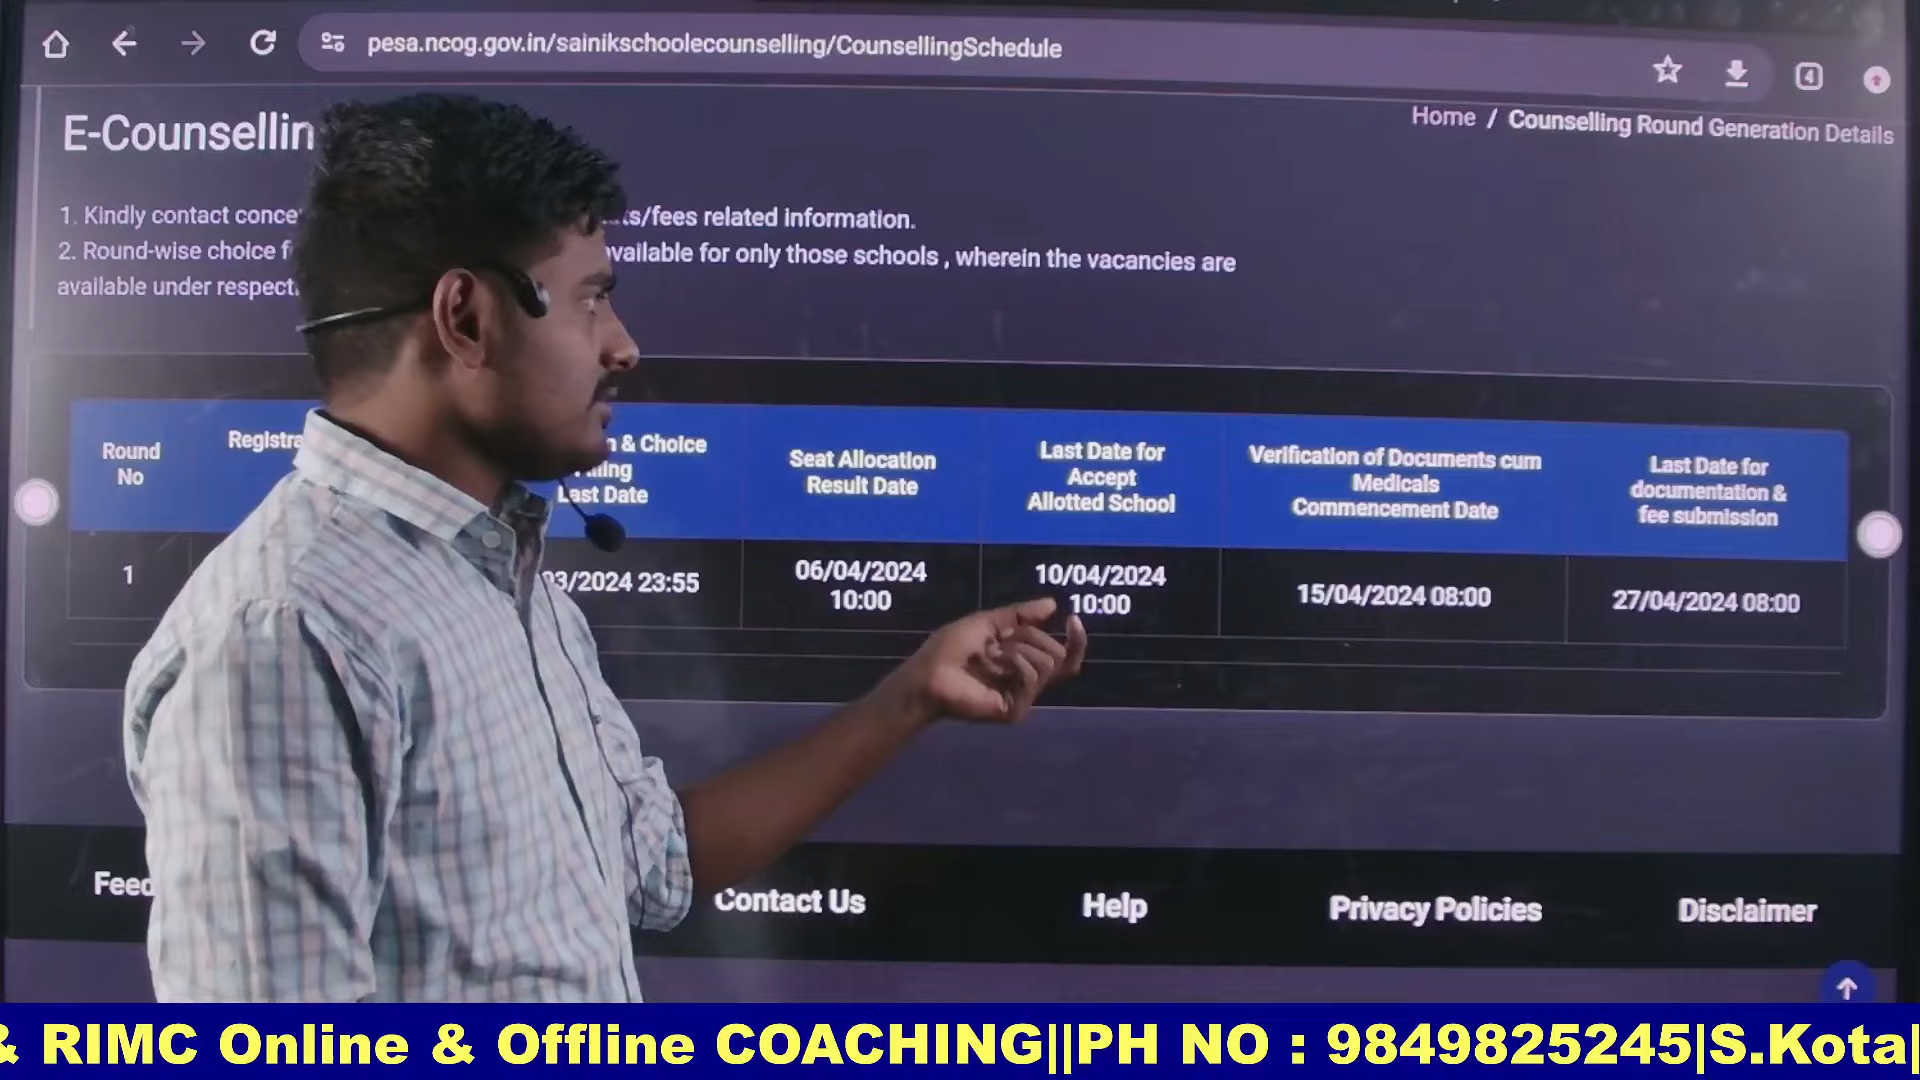 pesa.ncog.gov.in/sainikschoolecounselling/CounsellingSchedule
4
E-Counsellin
Home / Counselling Round Generation Details
1. Kindly contact conce ts/fees related information.
2. Round-wise choice f available for only those schools , wherein the vacancies are
available under respect
Round No
Registra n & Choice
Filling
Last Date
Seat Allocation
Result Date
Last Date for
Accept
Allotted School
Verification of Documents cum
Medicals
Commencement Date
Last Date for
documentation &
fee submission
1
03/2024 23:55
06/04/2024
10:00
10/04/2024
10:00
15/04/2024 08:00
27/04/2024 08:00
Feed
Contact Us
Help
Privacy Policies
Disclaimer
& RIMC Online & Offline COACHING||PH NO : 9849825245|S.Kota|